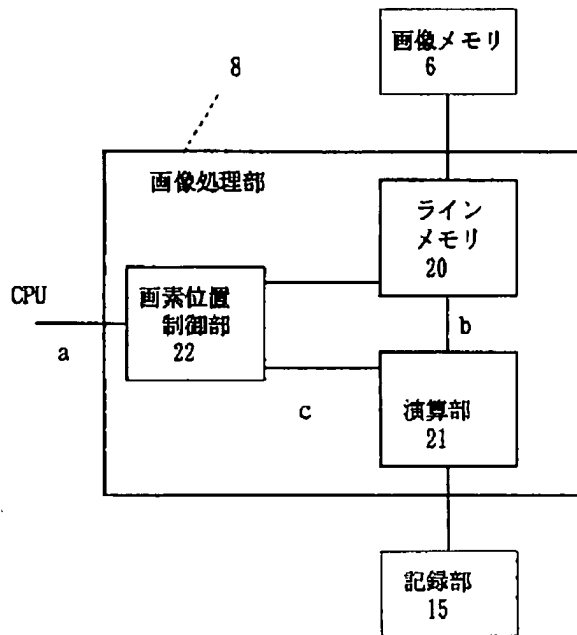 画像メモリ
6
8
画像処理部
ライン
メモリ
20
CPU
画素位置
制御部
22
a
b
c
演算部
21
記録部
15